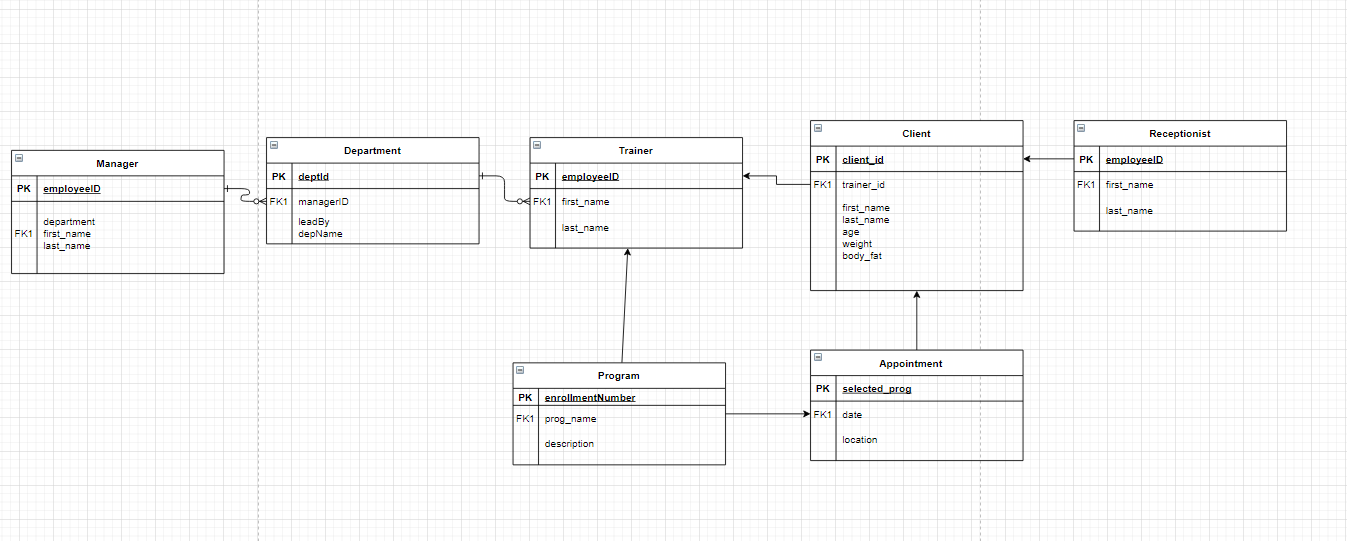 Manager
PK employeeID
department
FK1 first_name
last_name
Department
PK deptId
FK1 managerID
leadBy
depName
Trainer
PK employeeID
FK1 first_name
last_name
Client
PK client_id
FK1 trainer_id
first_name
last_name
age
weight
body_fat
Receptionist
PK employeeID
FK1 first_name
last_name
Program
PK enrollmentNumber
FK1 prog_name
description
Appointment
PK selected_prog
FK1 date
location